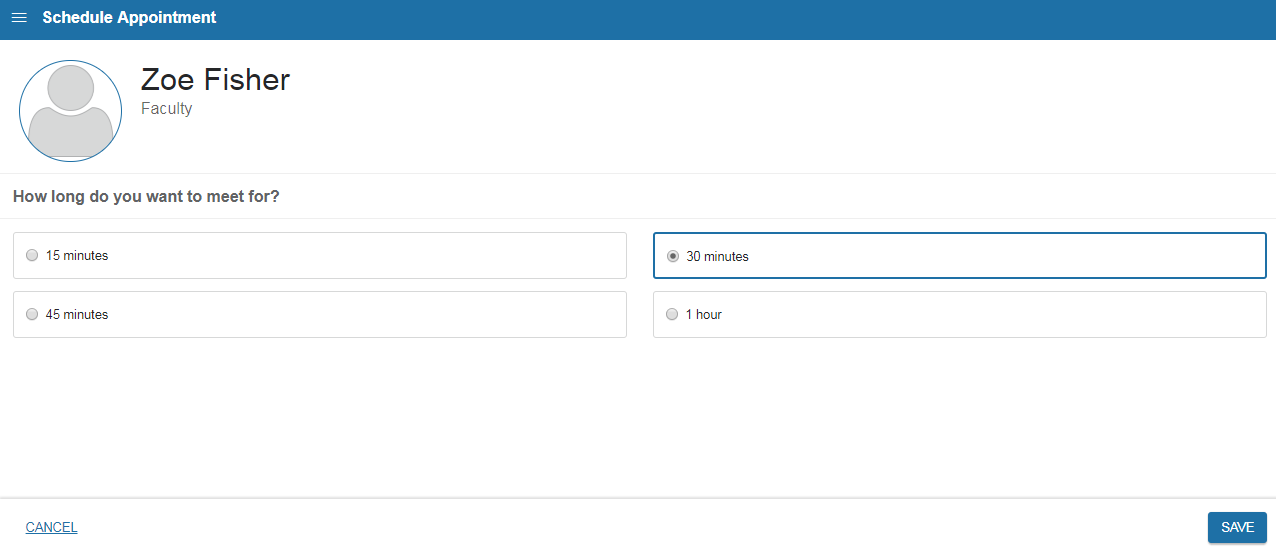 Schedule Appointment
Zoe Fisher
Faculty
How long do you want to meet for?
15 minutes
30 minutes
45 minutes
1 hour
CANCEL
SAVE